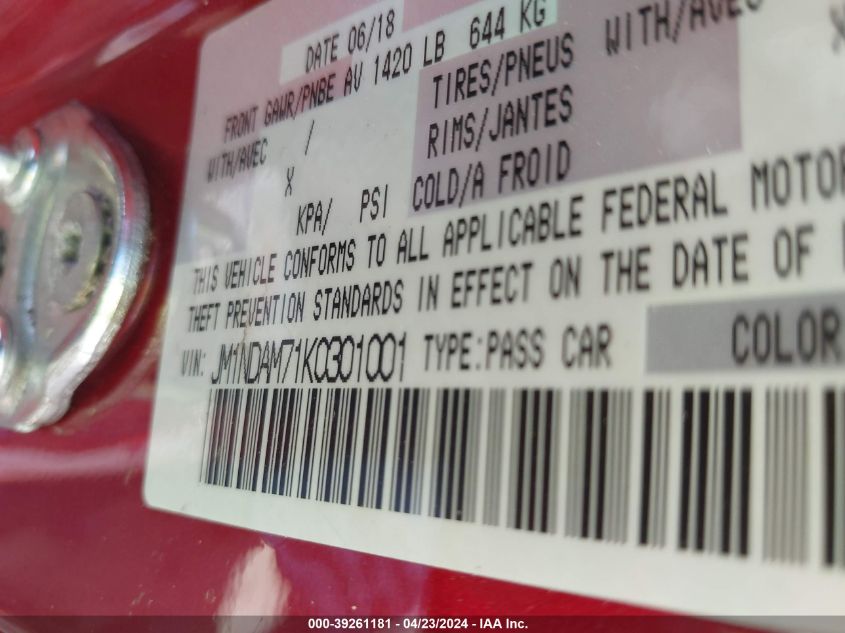 DATE 06/18
FRONT GAWR/PNBE AV 1420 LB 644 KG
WITH/AVEC / TIRES/PNEUS WITH/AVEC
X RIMS/JANTES X
KPA/ PSI COLD/A FROID
THIS VEHICLE CONFORMS TO ALL APPLICABLE FEDERAL MOTOR
THEFT PREVENTION STANDARDS IN EFFECT ON THE DATE OF
VIN: JM1NDAM71K0301001 TYPE:PASS CAR COLOR
000-39261181 - 04/23/2024 - IAA Inc.